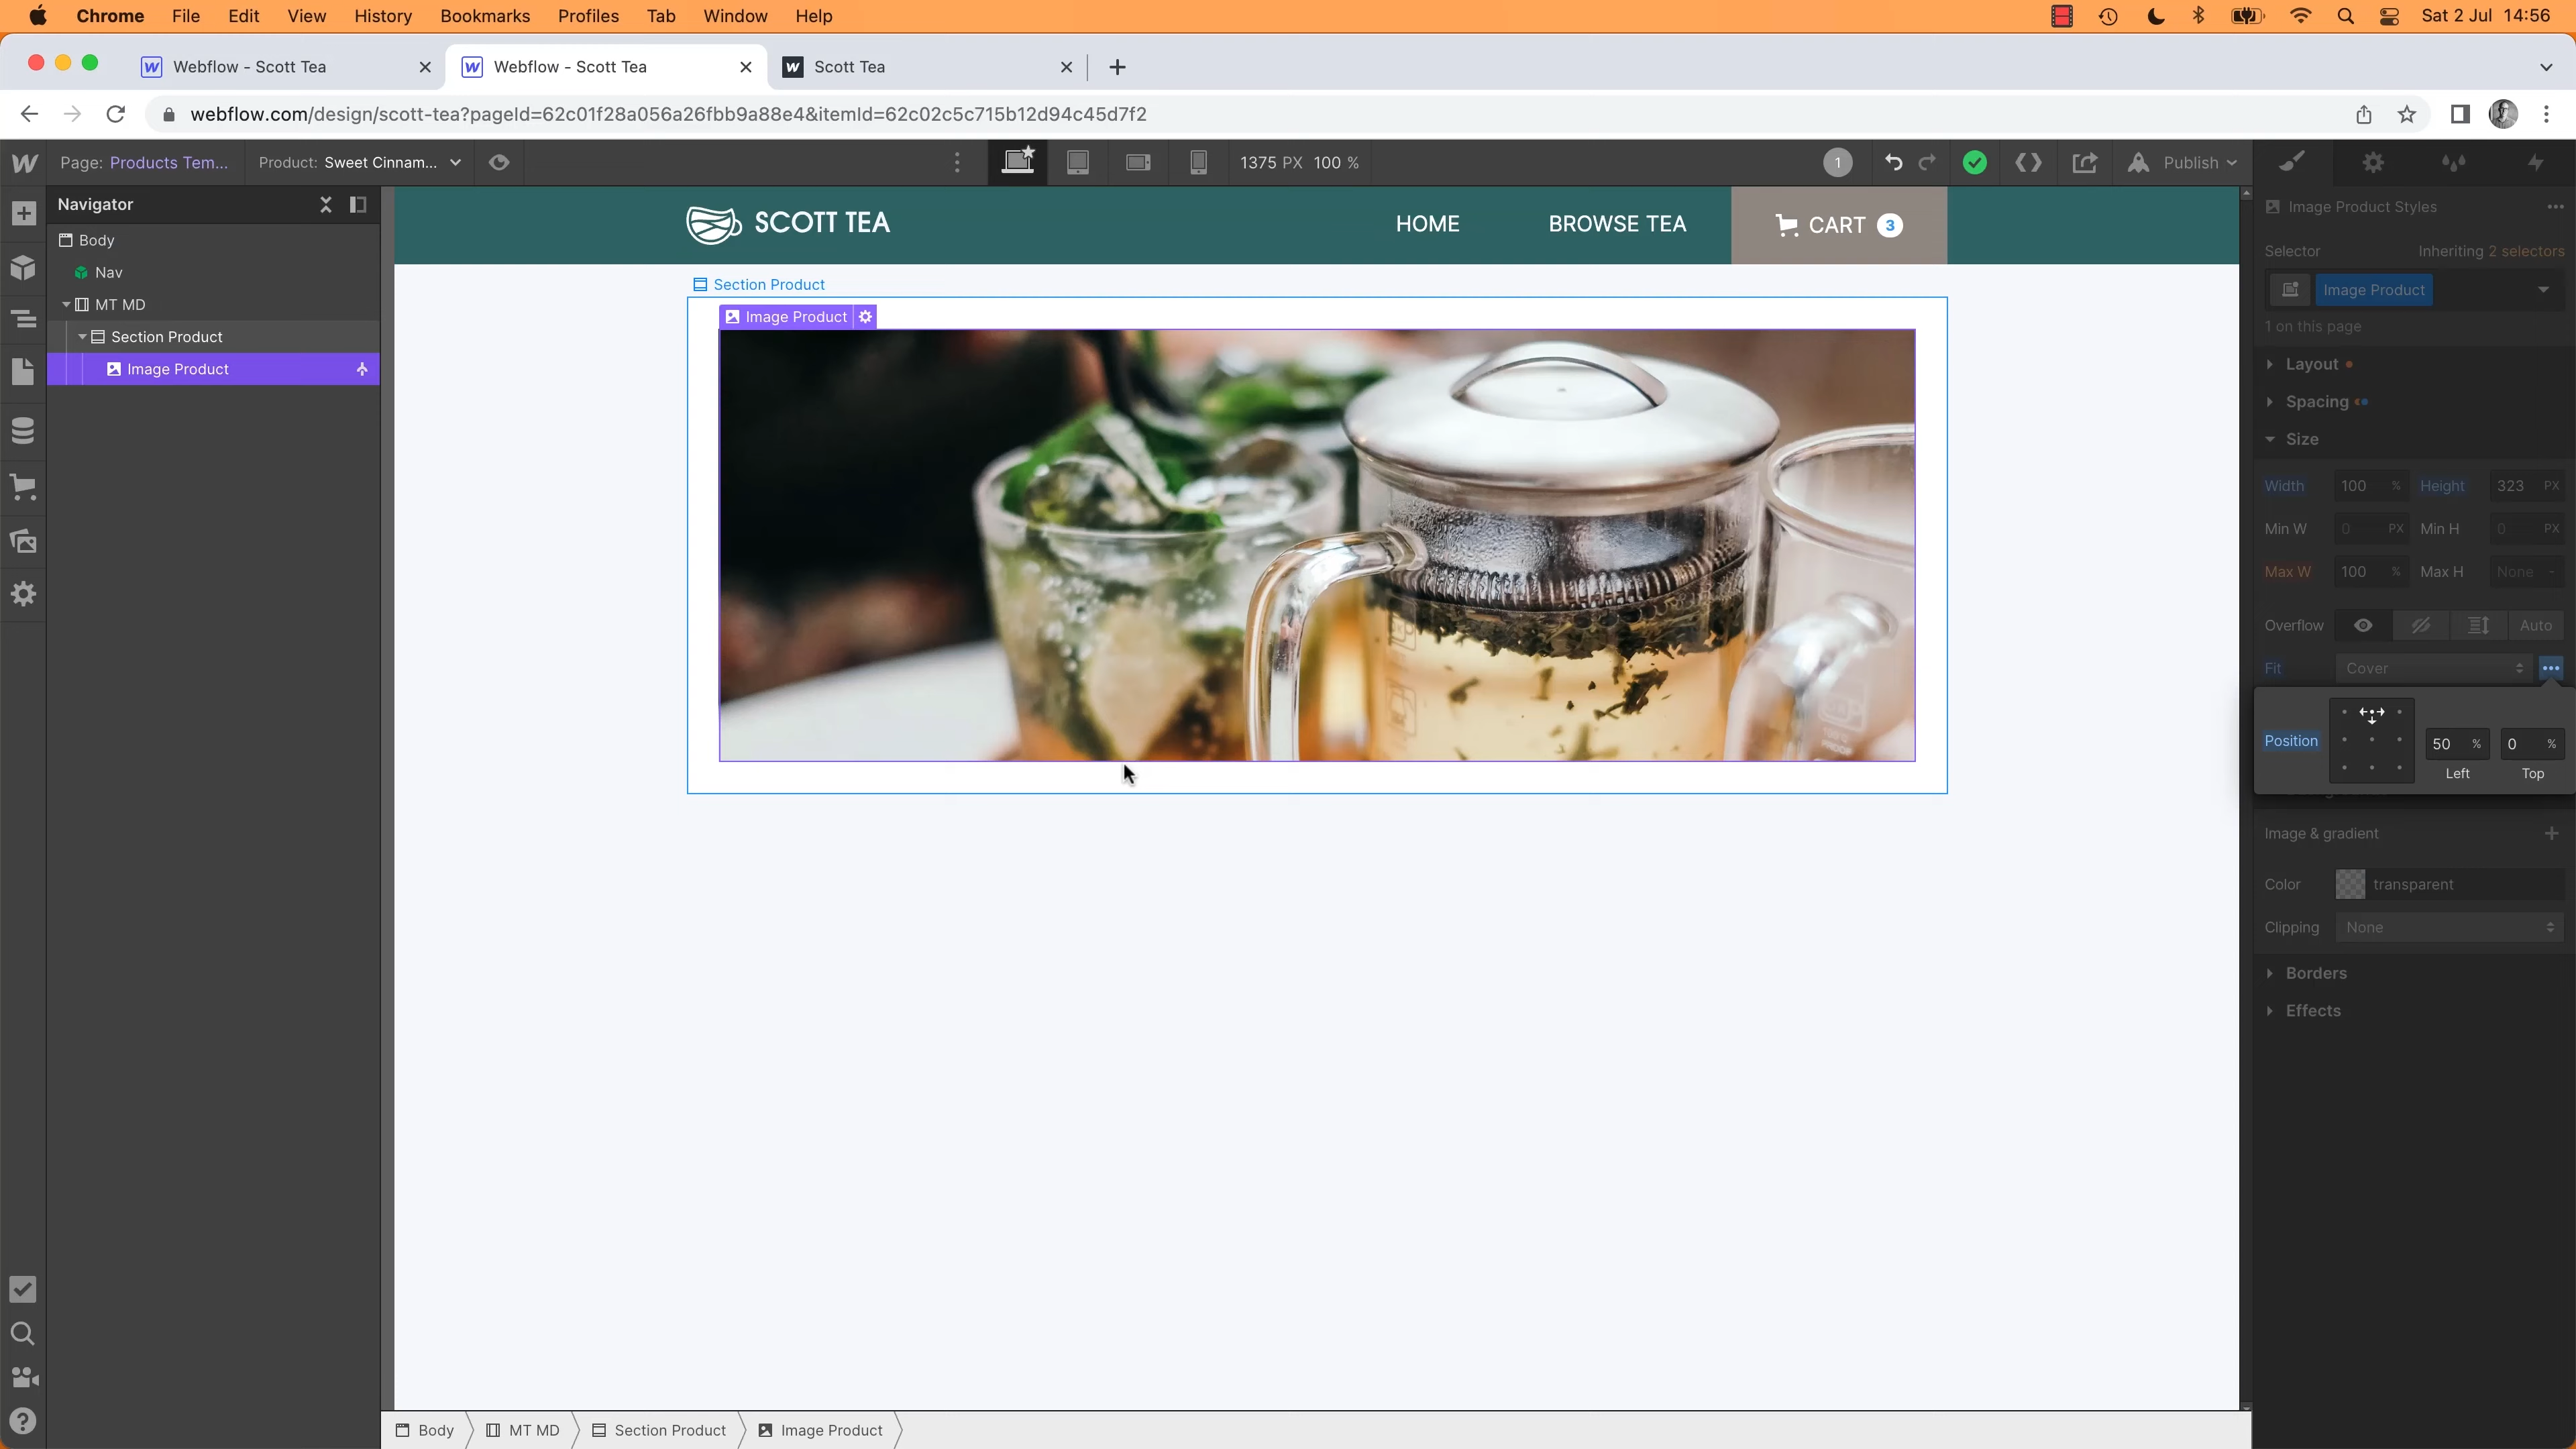 Chrome File Edit View History Bookmarks Profiles Tab Window Help Sat 2 Jul 14:56
Webflow - Scott Tea
Webflow - Scott Tea
Scott Tea
webflow.com/design/scott-tea?pageId=62c01f28a056a26fbb9a88e4&itemId=62c02c5c715b12d94c45d7f2
Page: Products Tem... Product: Sweet Cinnam... 1375 PX 100 % 1 Publish
Navigator
Body
Nav
MT MD
Section Product
Image Product
SCOTT TEA HOME BROWSE TEA CART 3
Section Product
Image Product
Image Product Styles
Selector Inheriting 2 selectors
Image Product
1 on this page
Layout
Spacing
Size
Width 100 % Height 323 PX
Min W 0 PX Min H 0 PX
Max W 100 % Max H None -
Overflow Auto
Fit Cover
Position 50 % 0 %
Left Top
Image & gradient
Color transparent
Clipping None
Borders
Effects
Body MT MD Section Product Image Product